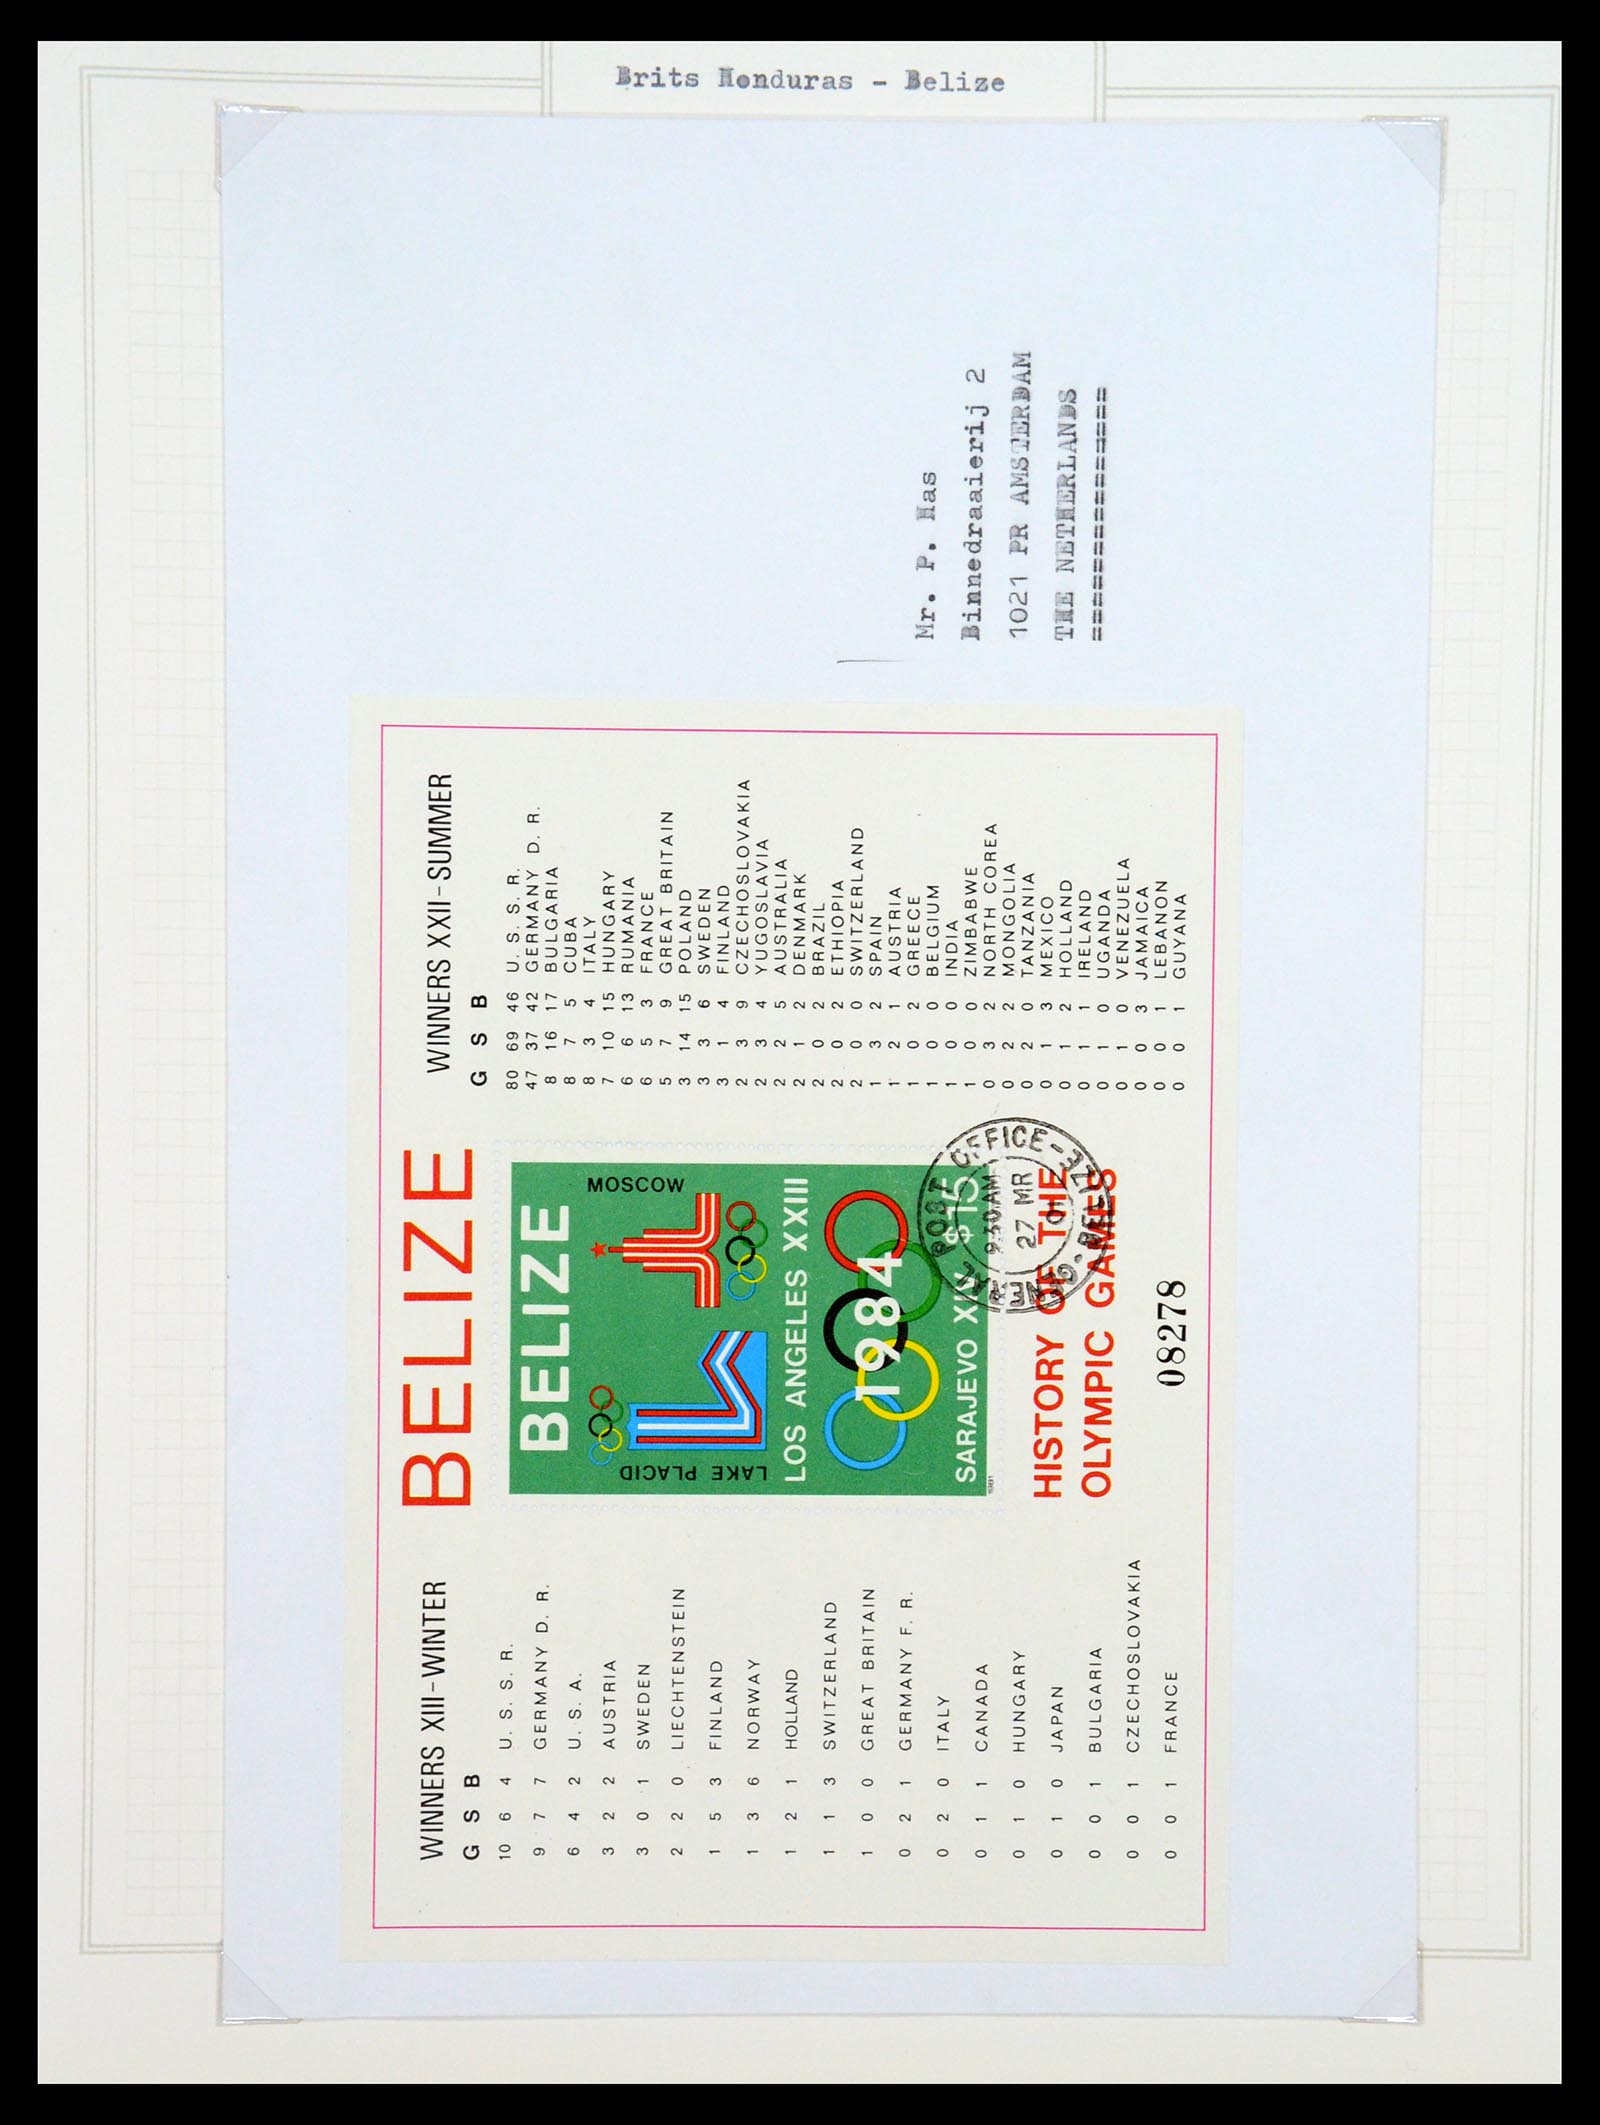 Brits Honduras - Belize
Mr. P. Has
Binnedraaierij 2
1021 PR AMSTERDAM
THE NETHERLANDS
==================
BELIZE
WINNERS XIII-WINTER
G S B
10 6 4 U. S. S. R.
9 7 7 GERMANY D. R.
6 4 2 U. S. A.
3 2 2 AUSTRIA
3 0 1 SWEDEN
2 2 0 LIECHTENSTEIN
1 5 3 FINLAND
1 3 6 NORWAY
1 2 1 HOLLAND
1 1 3 SWITZERLAND
1 0 0 GREAT BRITAIN
0 2 1 GERMANY F. R.
0 2 0 ITALY
0 1 1 CANADA
0 1 0 HUNGARY
0 1 0 JAPAN
0 0 1 BULGARIA
0 0 1 CZECHOSLOVAKIA
0 0 1 FRANCE
BELIZE
LAKE PLACID
MOSCOW
LOS ANGELES XXIII
1984
SARAJEVO XIV $15
HISTORY OF THE
OLYMPIC GAMES
08278
GENERAL POST OFFICE-37
9 30 AM
27 MR
01
WINNERS XXII-SUMMER
G S B
80 69 46 U. S. S. R.
47 37 42 GERMANY D. R.
8 16 17 BULGARIA
8 7 5 CUBA
8 3 4 ITALY
7 10 15 HUNGARY
6 6 13 RUMANIA
6 5 3 FRANCE
5 7 9 GREAT BRITAIN
3 14 15 POLAND
3 3 6 SWEDEN
3 1 4 FINLAND
2 3 9 CZECHOSLOVAKIA
2 3 4 YUGOSLAVIA
2 2 5 AUSTRALIA
2 1 2 DENMARK
2 0 2 BRAZIL
2 0 2 ETHIOPIA
2 0 0 SWITZERLAND
1 3 2 SPAIN
1 2 1 AUSTRIA
1 0 2 GREECE
1 0 0 BELGIUM
1 0 0 INDIA
1 0 0 ZIMBABWE
0 3 2 NORTH COREA
0 2 2 MONGOLIA
0 2 0 TANZANIA
0 1 3 MEXICO
0 1 2 HOLLAND
0 1 1 IRELAND
0 1 0 UGANDA
0 1 0 VENEZUELA
0 0 3 JAMAICA
0 0 1 LEBANON
0 0 1 GUYANA